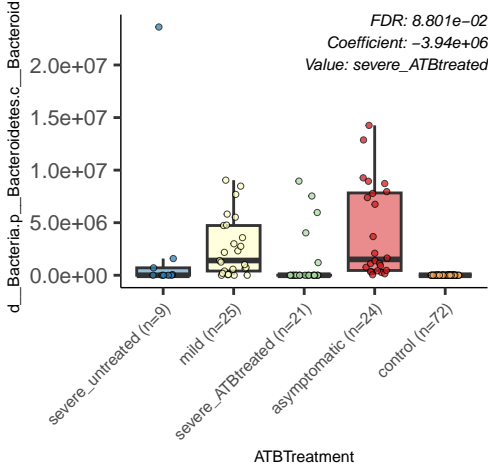 FDR: 8.801e−02
Coefficient: −3.94e+06
Value: severe_ATBtreated
d__Bacteria.p__Bacteroidetes.c__Bacteroid
2.0e+07
1.5e+07
1.0e+07
5.0e+06
0.0e+00
severe_untreated (n=9)
mild (n=25)
severe_ATBtreated (n=21)
asymptomatic (n=24)
control (n=72)
ATBTreatment